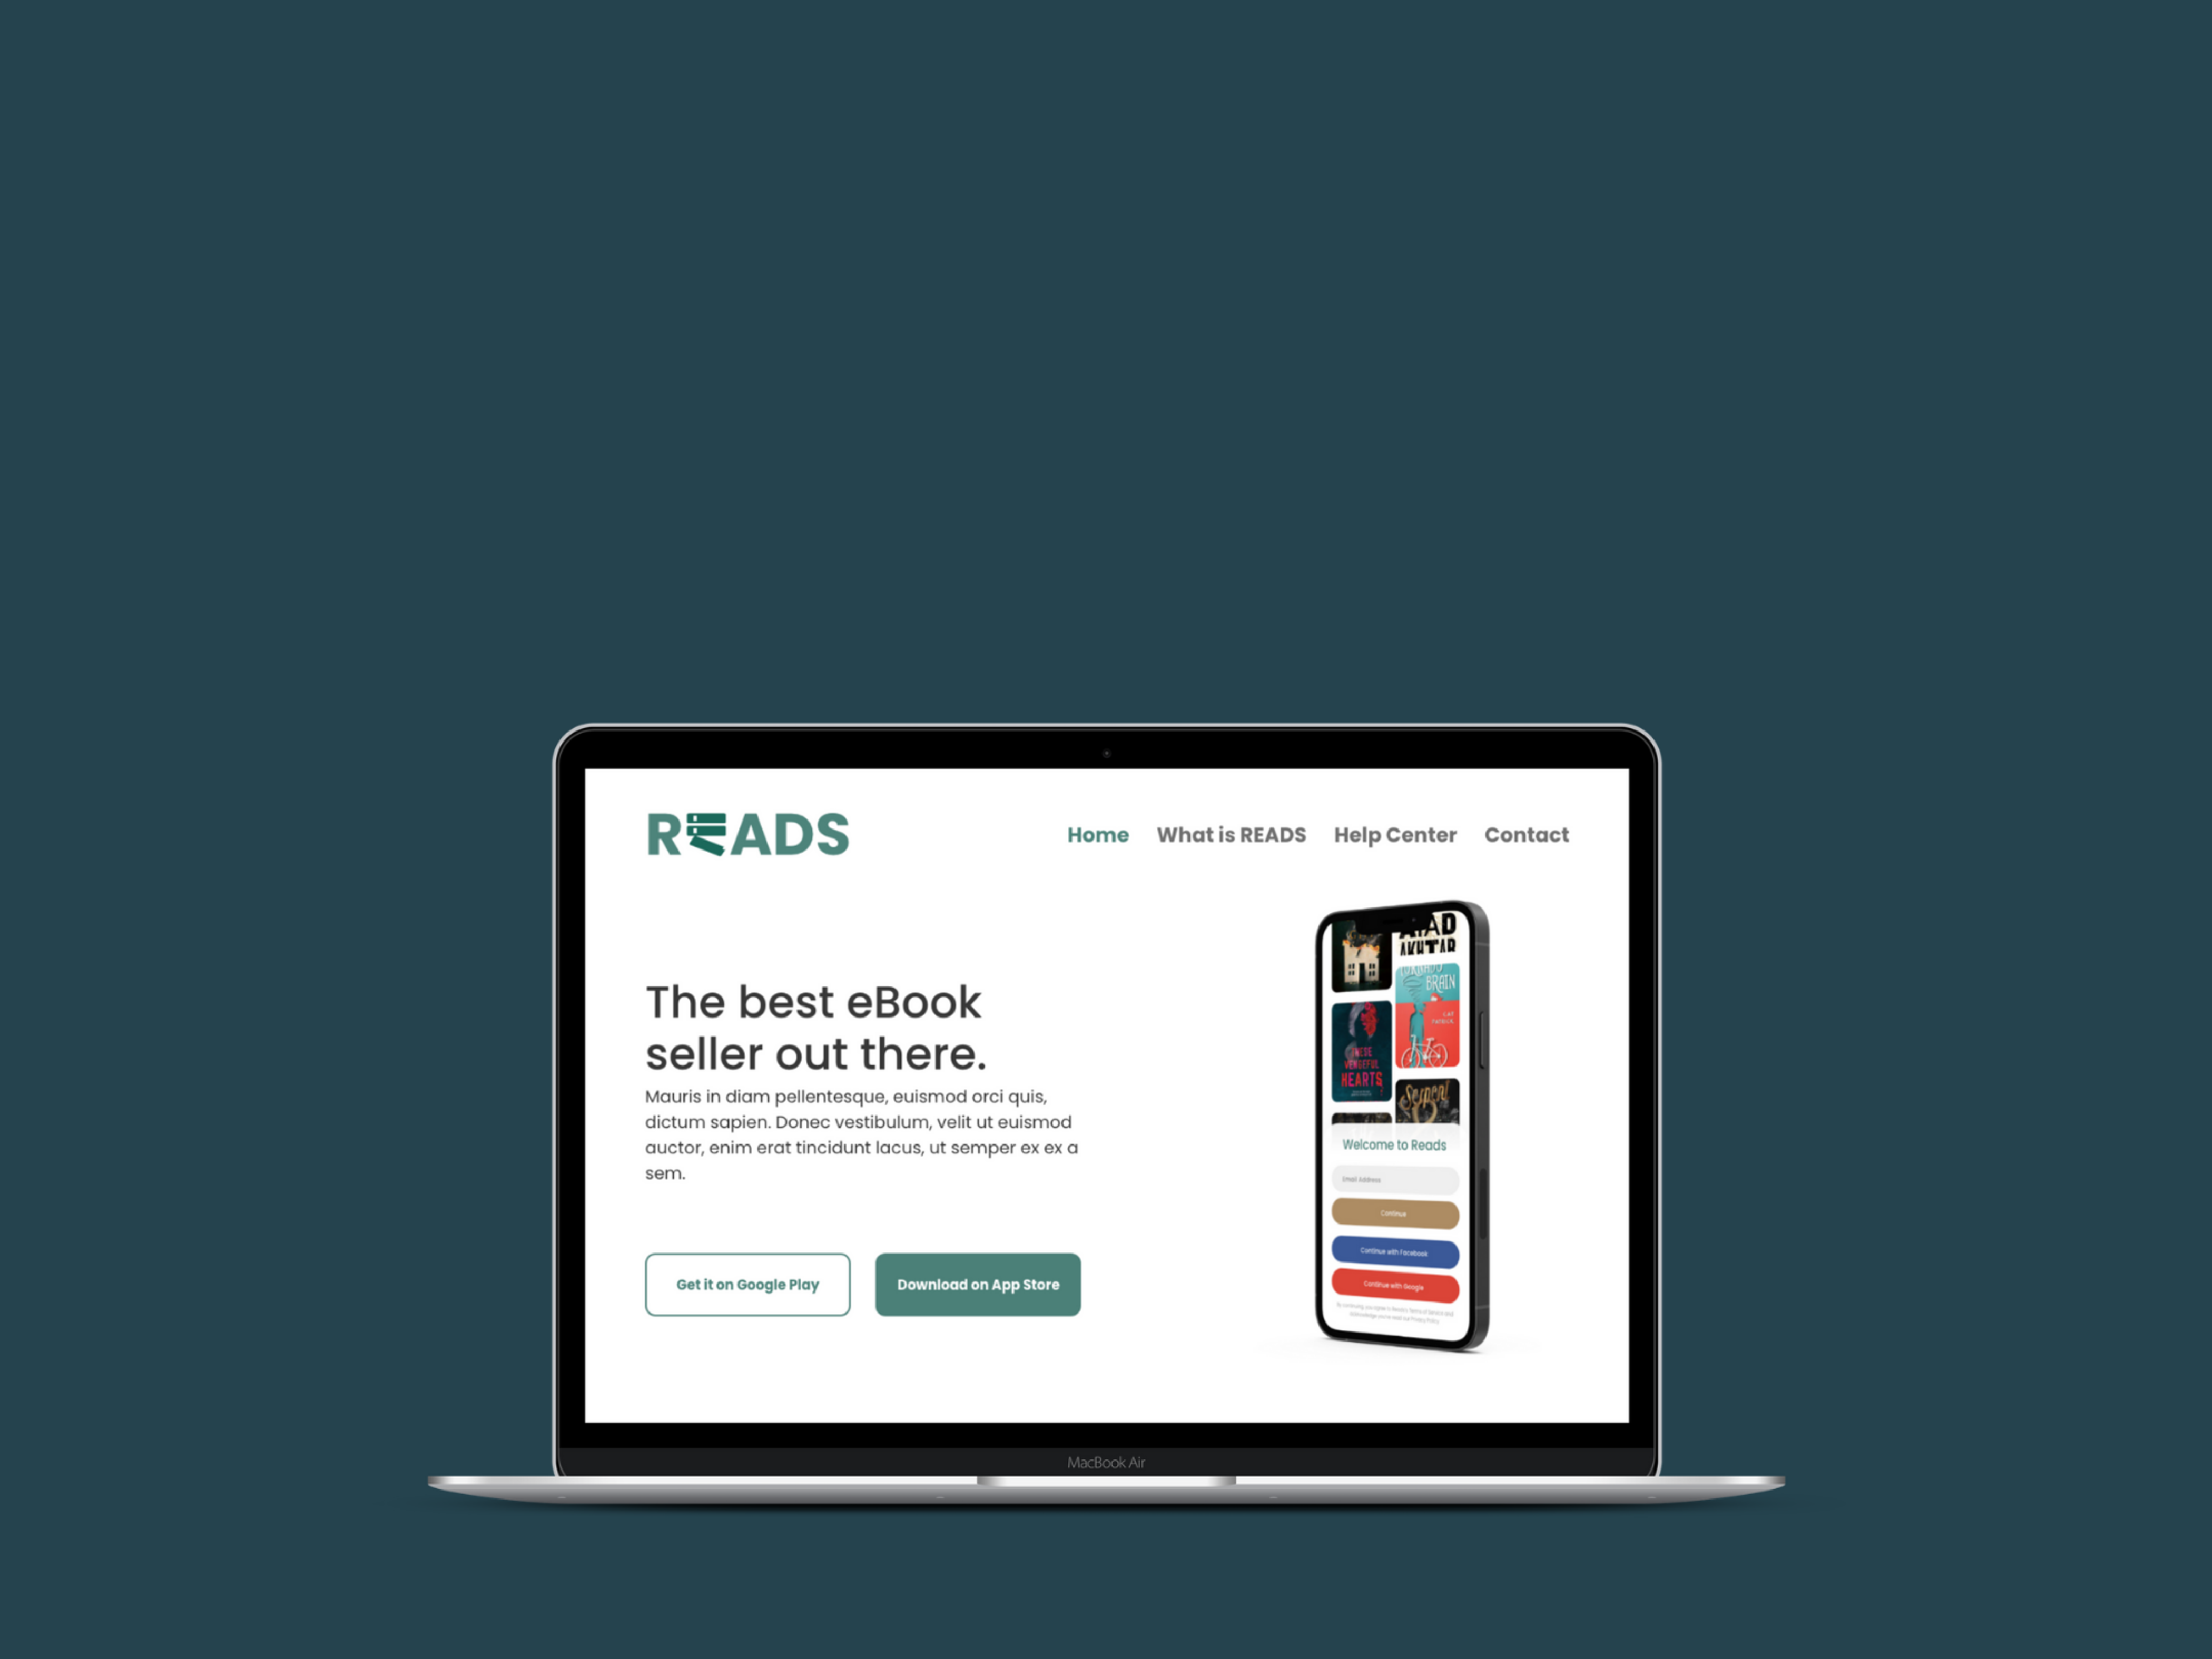 READS
Home What is READS Help Center Contact
The best eBook
seller out there.
Mauris in diam pellentesque, euismod orci quis,
dictum sapien. Donec vestibulum, velit ut euismod
auctor, enim erat tincidunt lacus, ut semper ex ex a
sem.
Get it on Google Play
Download on App Store
AKHTAR
BRAIN
VENGEFUL
HEARTS
Serpent
Welcome to Reads
Email Address
Continue
Continue with Facebook
Continue with Google
MacBook Air